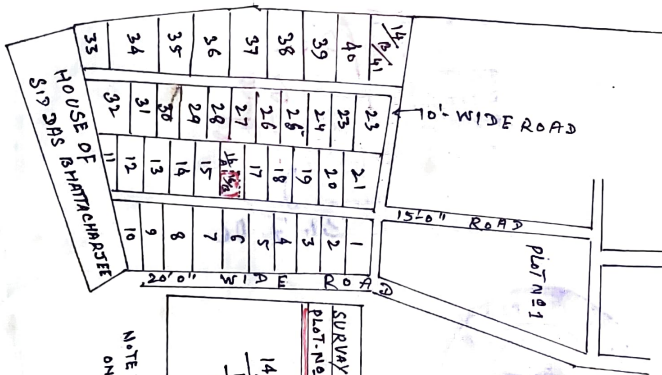 33 34 35 36 37 38 39 40 14/B/41
32 31 30 29 28 27 26 25 24 23 23
10'-WIDE ROAD
11 12 13 14 15 17 18 19 20 21
10 9 8 7 6 5 4 3 2 1
HOUSE OF
SIDDAS BHATTACHARJEE
15'-0" ROAD
20'0" WIDE ROAD
PLOT NO 1
SURVAY
PLOT-NO
14
NOTE
ON